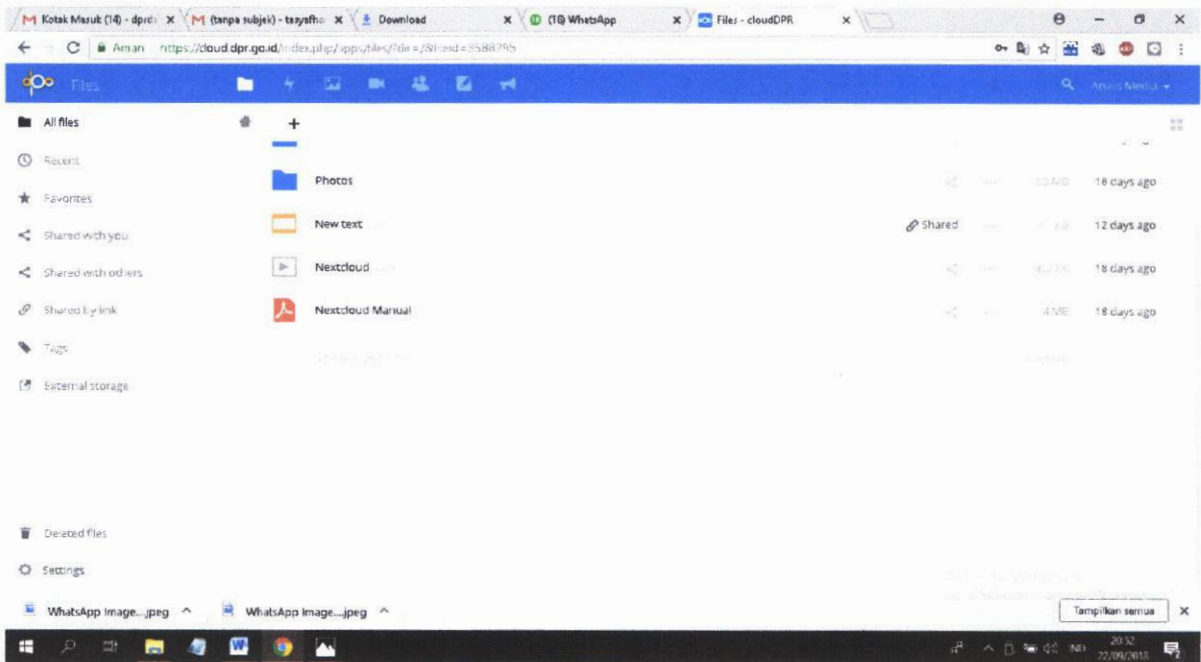 Kotak Masuk (14) - dprd
(tanpa subjek) - tasyafha
Download
(18) WhatsApp
Files - cloudDPR
Aman https://cloud.dpr.go.id/index.php/apps/files/?dir=/&fileid=3588795
Files
All files
Recent
Photos
18 days ago
Favorites
New text
Shared
12 days ago
Shared with you
Nextcloud
18 days ago
Shared with others
Shared by link
Nextcloud Manual
4 MB
18 days ago
Tags
External storage
Deleted files
Settings
WhatsApp Image....jpeg
WhatsApp Image....jpeg
Tampilkan semua
IND
20:52
22/09/2018